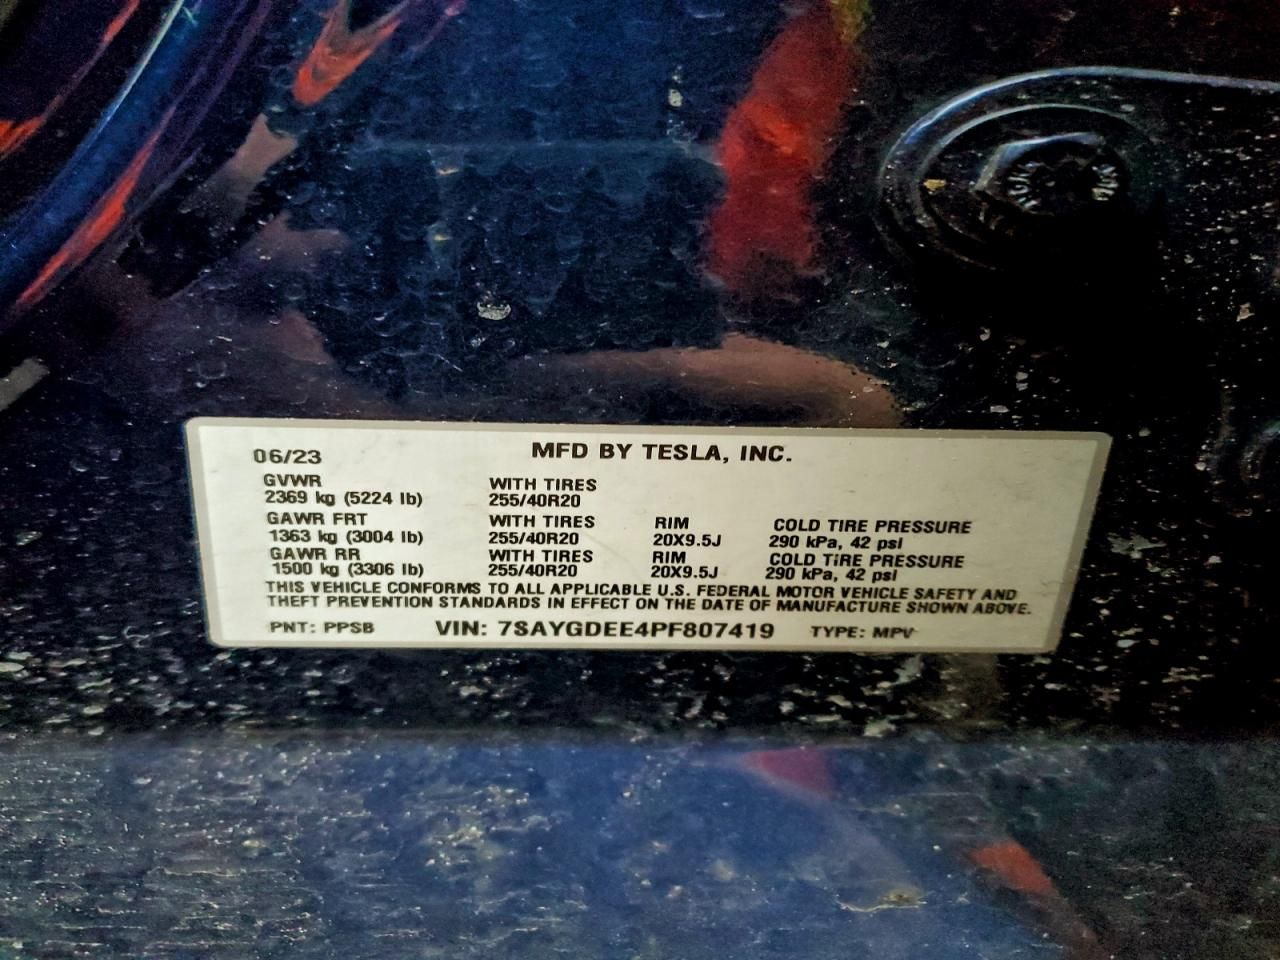 06/23 MFD BY TESLA, INC.
GVWR WITH TIRES
2369 kg (5224 lb) 255/40R20
GAWR FRT WITH TIRES RIM COLD TIRE PRESSURE
1363 kg (3004 lb) 255/40R20 20X9.5J 290 kPa, 42 psi
GAWR RR WITH TIRES RIM COLD TIRE PRESSURE
1500 kg (3306 lb) 255/40R20 20X9.5J 290 kPa, 42 psi
THIS VEHICLE CONFORMS TO ALL APPLICABLE U.S. FEDERAL MOTOR VEHICLE SAFETY AND
THEFT PREVENTION STANDARDS IN EFFECT ON THE DATE OF MANUFACTURE SHOWN ABOVE.
PNT: PPSB VIN: 7SAYGDEE4PF807419 TYPE: MPV